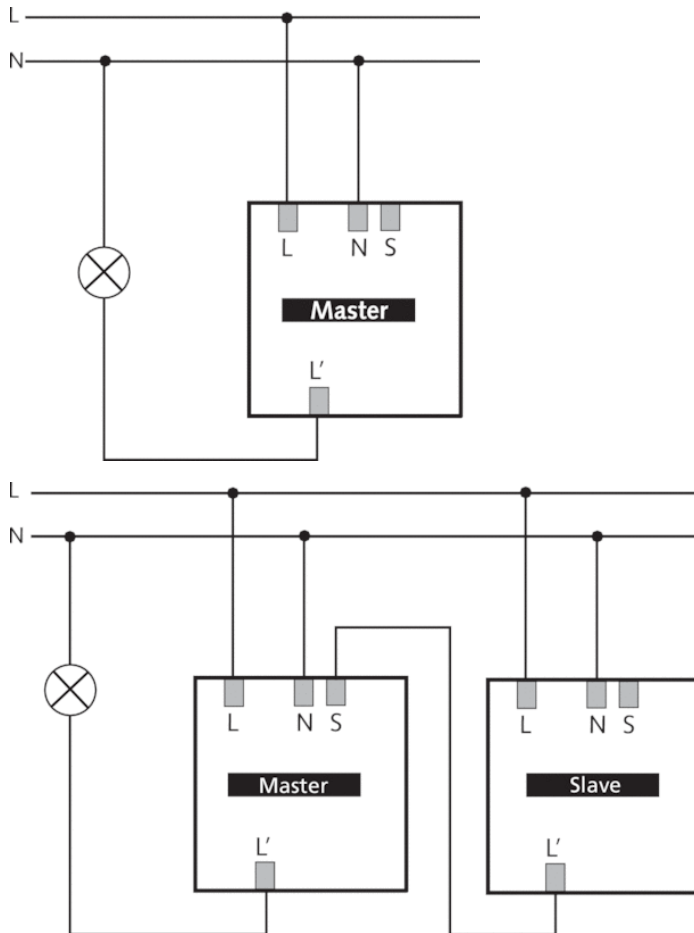 L
N
L N S
Master
L'
L
N
L N S L N S
Master Slave
L' L'